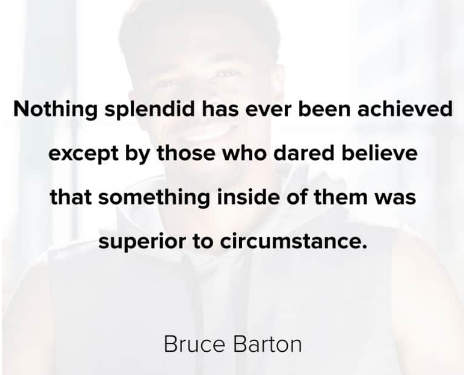 Nothing splendid has ever been achieved
except by those who dared believe
that something inside of them was
superior to circumstance.
Bruce Barton